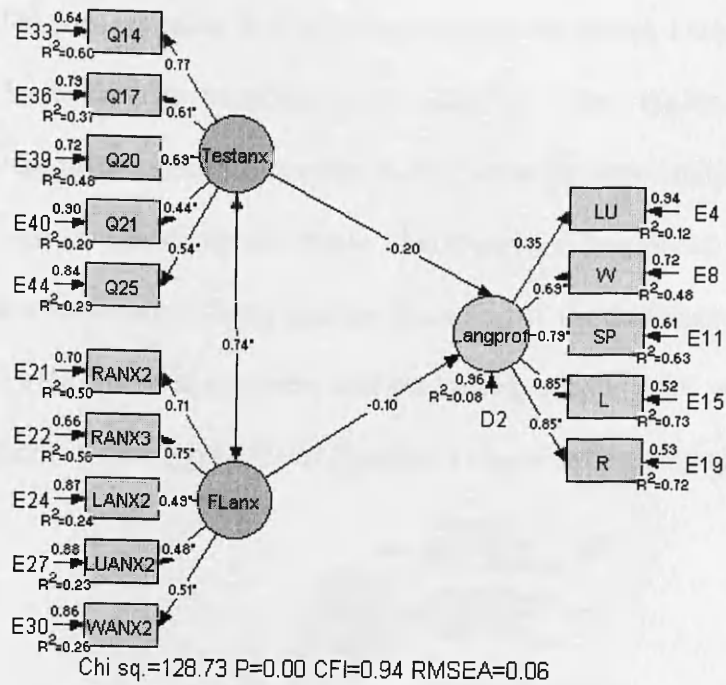 0.64
E33 Q14
R²=0.60
0.77
0.79
E36 Q17
R²=0.37
0.61*
0.72
E39 Q20
R²=0.48
0.69*
Testanx
0.90
E40 Q21
R²=0.20
0.44*
0.84
E44 Q25
R²=0.29
0.54*
-0.20
0.74*
0.70
E21 RANX2
R²=0.50
0.71
0.66
E22 RANX3
R²=0.56
0.75*
0.87
E24 LANX2
R²=0.24
0.49*
FLanx
0.88
E27 LUANX2
R²=0.23
0.48*
0.86
E30 WANX2
R²=0.26
0.51*
-0.10
Langprof
0.96
R²=0.08
D2
0.35
LU 0.94 E4
R²=0.12
0.69*
W 0.72 E8
R²=0.48
0.79*
SP 0.61 E11
R²=0.63
0.85*
L 0.52 E15
R²=0.73
0.85*
R 0.53 E19
R²=0.72
Chi sq.=128.73 P=0.00 CFI=0.94 RMSEA=0.06